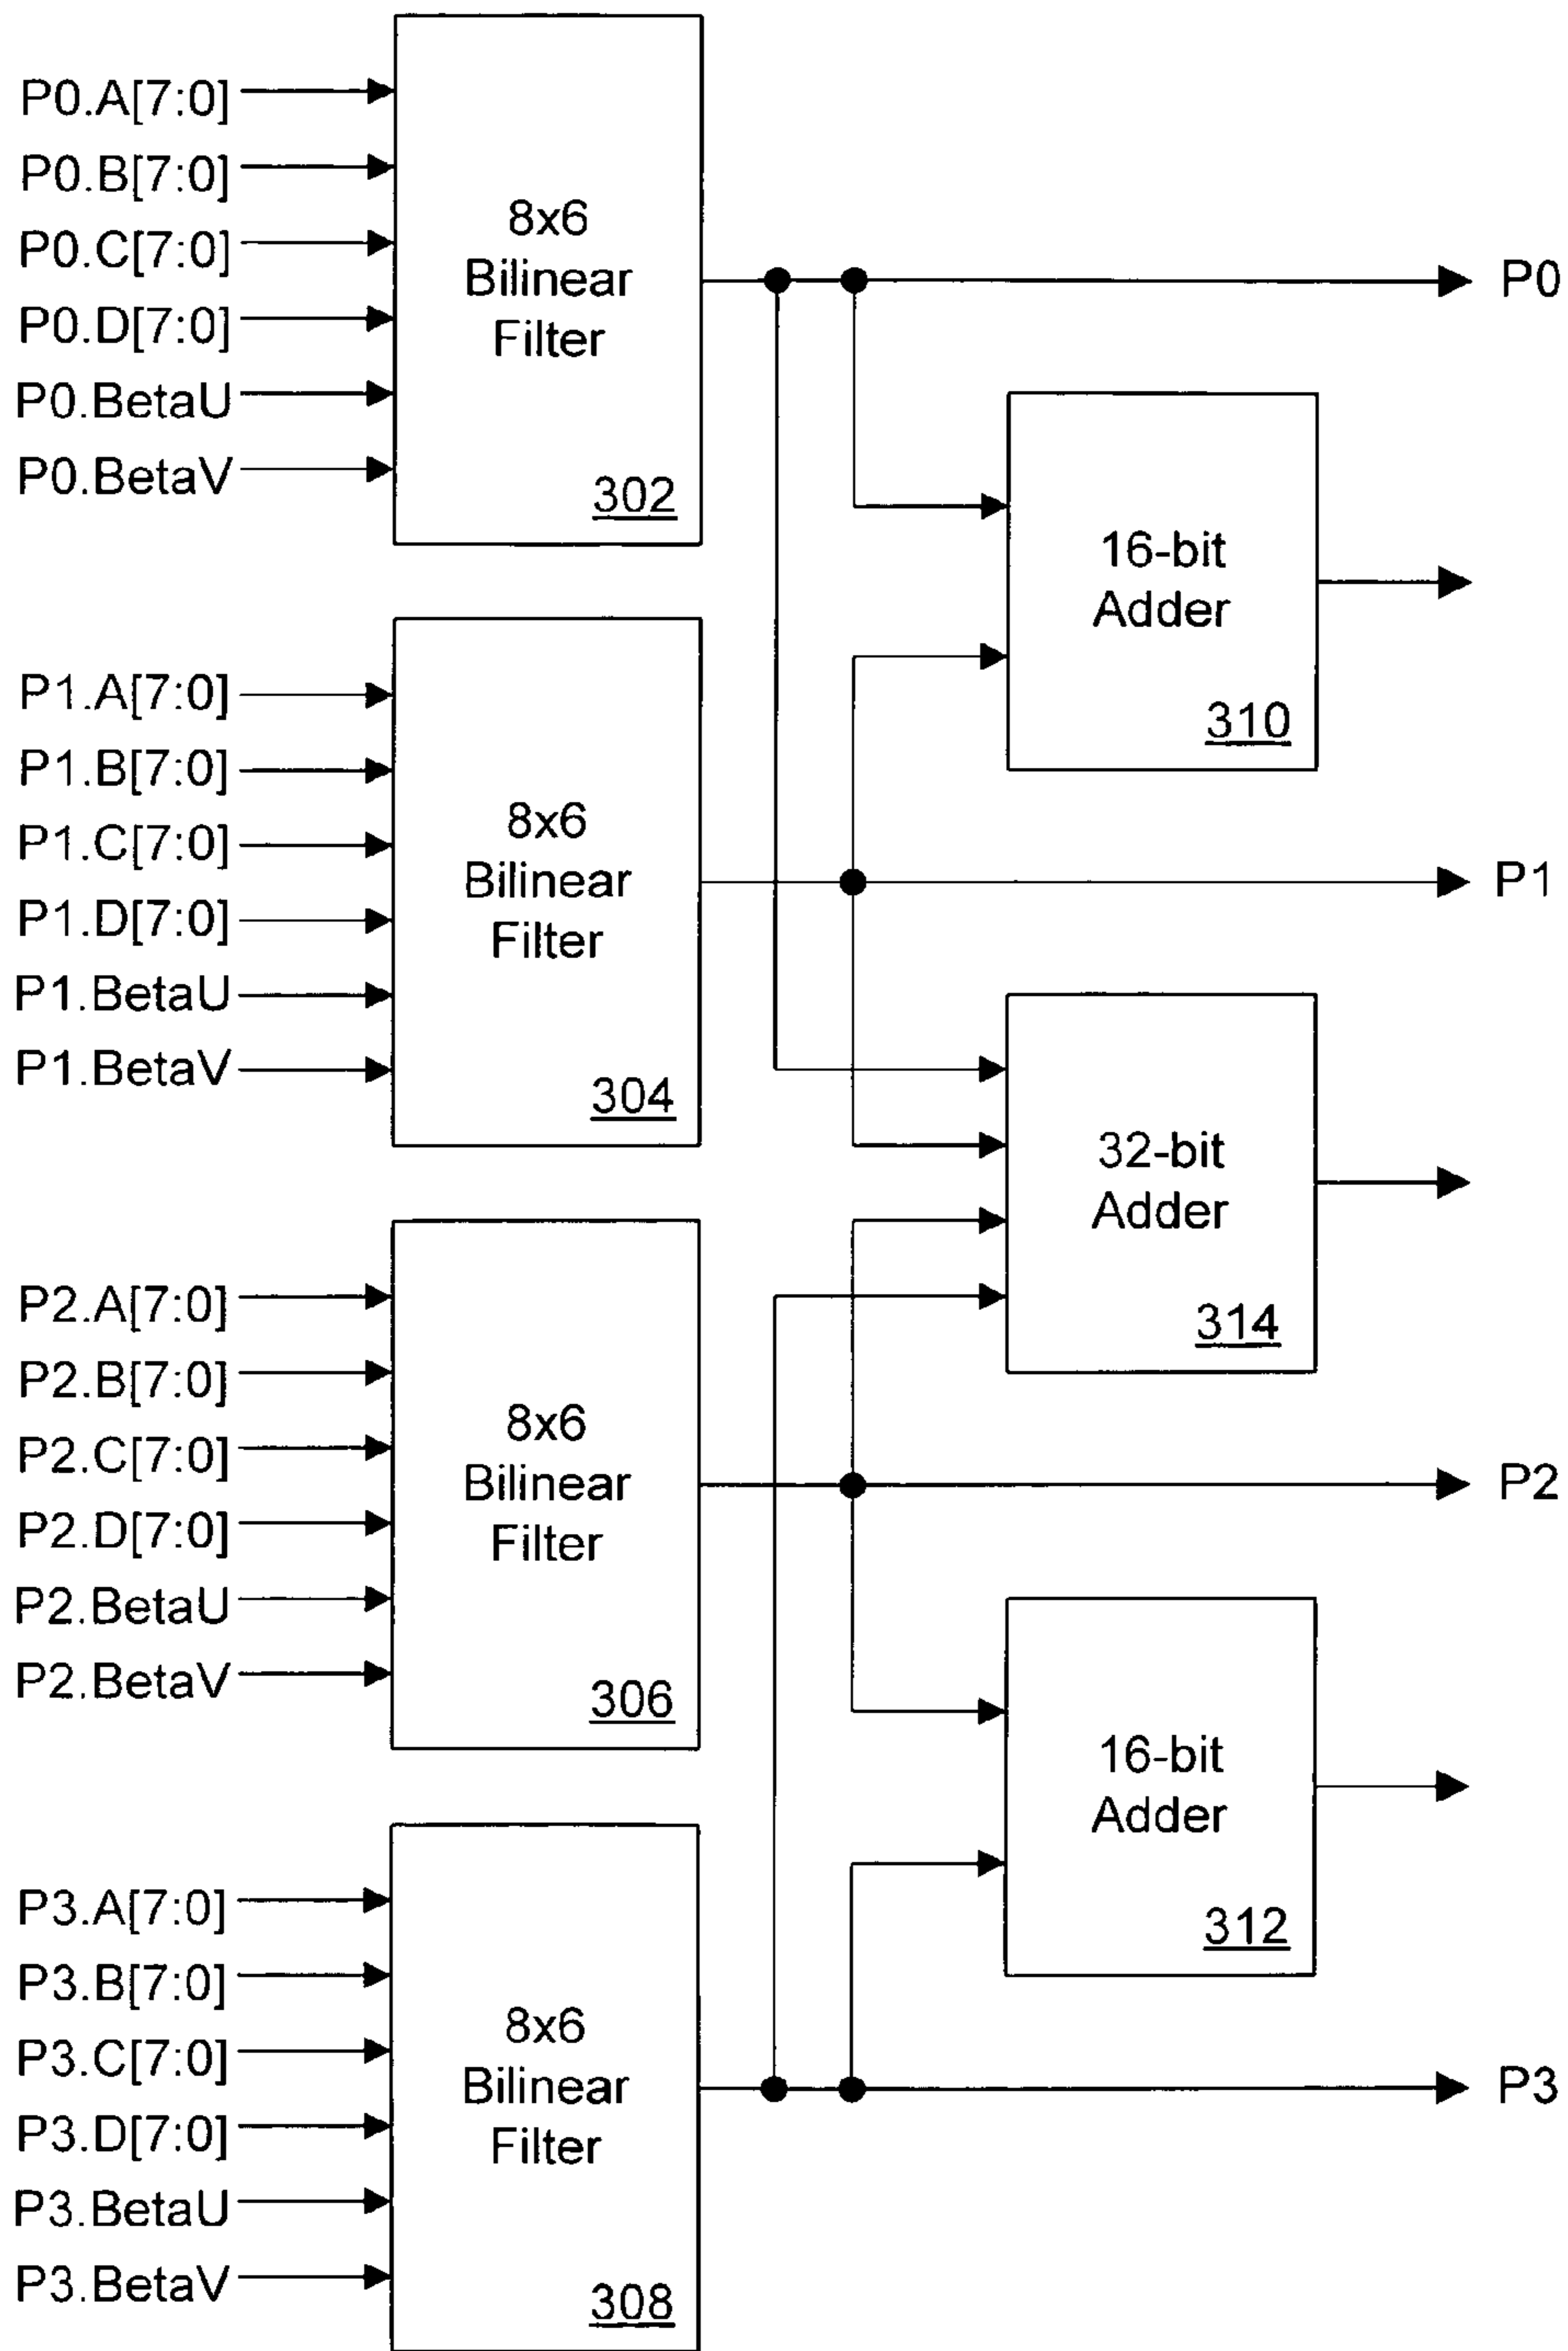 P0.A[7:0]
P0.B[7:0]
P0.C[7:0]
P0.D[7:0]
P0.BetaU
P0.BetaV
8x6
Bilinear
Filter
302
P0
16-bit
Adder
310
P1.A[7:0]
P1.B[7:0]
P1.C[7:0]
P1.D[7:0]
P1.BetaU
P1.BetaV
8x6
Bilinear
Filter
304
P1
32-bit
Adder
314
P2.A[7:0]
P2.B[7:0]
P2.C[7:0]
P2.D[7:0]
P2.BetaU
P2.BetaV
8x6
Bilinear
Filter
306
P2
16-bit
Adder
312
P3.A[7:0]
P3.B[7:0]
P3.C[7:0]
P3.D[7:0]
P3.BetaU
P3.BetaV
8x6
Bilinear
Filter
308
P3